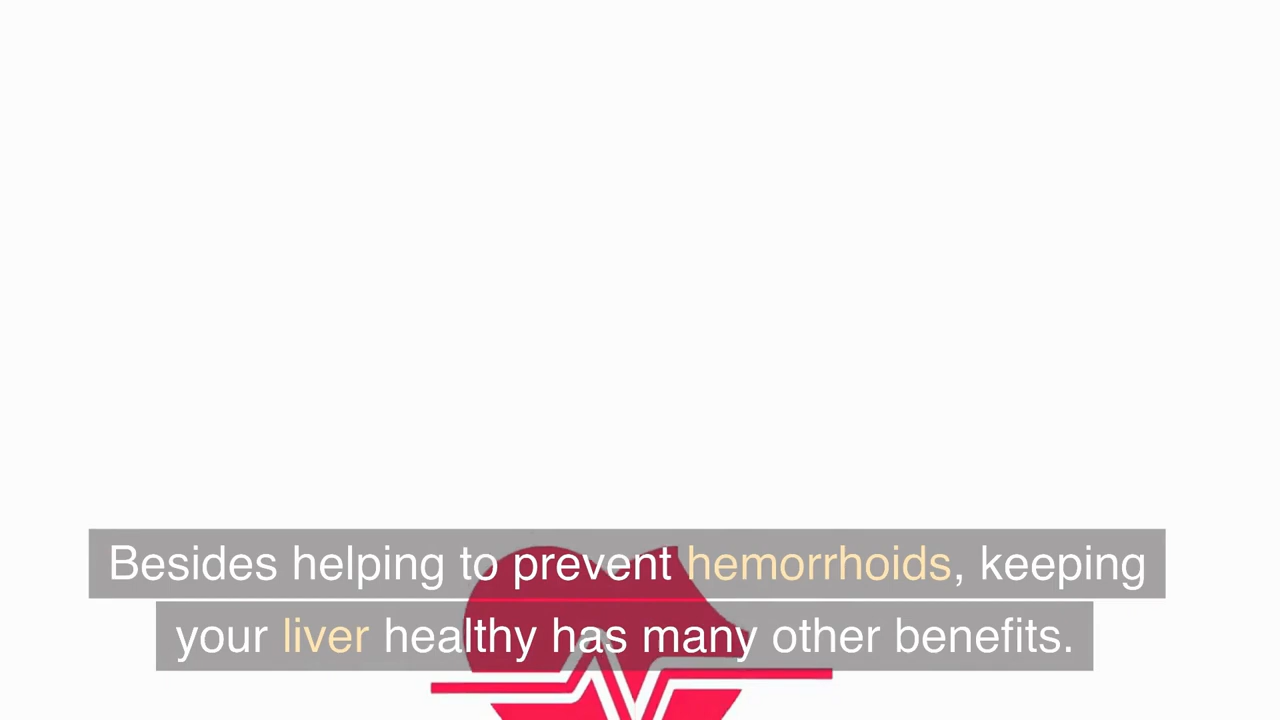 Besides helping to prevent hemorrhoids, keeping
your liver healthy has many other benefits.